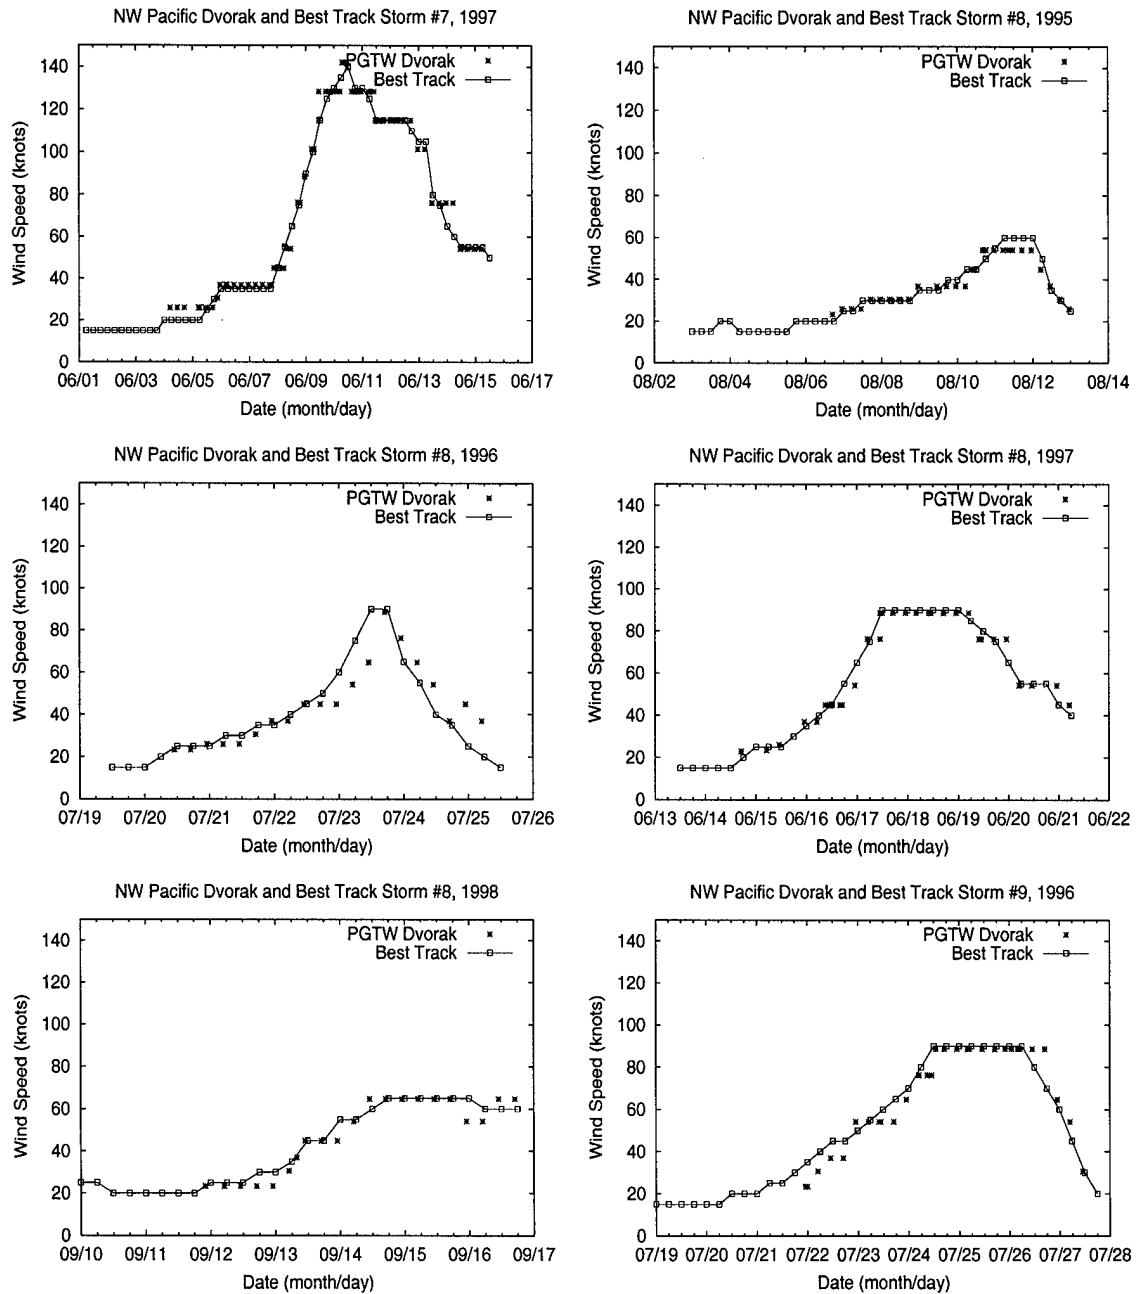 NW Pacific Dvorak and Best Track Storm #7, 1997
PGTW Dvorak
Best Track
Wind Speed (knots)
140
120
100
80
60
40
20
0
06/01 06/03 06/05 06/07 06/09 06/11 06/13 06/15 06/17
Date (month/day)
NW Pacific Dvorak and Best Track Storm #8, 1995
PGTW Dvorak
Best Track
Wind Speed (knots)
140
120
100
80
60
40
20
0
08/02 08/04 08/06 08/08 08/10 08/12 08/14
Date (month/day)
NW Pacific Dvorak and Best Track Storm #8, 1996
PGTW Dvorak
Best Track
Wind Speed (knots)
140
120
100
80
60
40
20
0
07/19 07/20 07/21 07/22 07/23 07/24 07/25 07/26
Date (month/day)
NW Pacific Dvorak and Best Track Storm #8, 1997
PGTW Dvorak
Best Track
Wind Speed (knots)
140
120
100
80
60
40
20
0
06/13 06/14 06/15 06/16 06/17 06/18 06/19 06/20 06/21 06/22
Date (month/day)
NW Pacific Dvorak and Best Track Storm #8, 1998
PGTW Dvorak
Best Track
Wind Speed (knots)
140
120
100
80
60
40
20
0
09/10 09/11 09/12 09/13 09/14 09/15 09/16 09/17
Date (month/day)
NW Pacific Dvorak and Best Track Storm #9, 1996
PGTW Dvorak
Best Track
Wind Speed (knots)
140
120
100
80
60
40
20
0
07/19 07/20 07/21 07/22 07/23 07/24 07/25 07/26 07/27 07/28
Date (month/day)